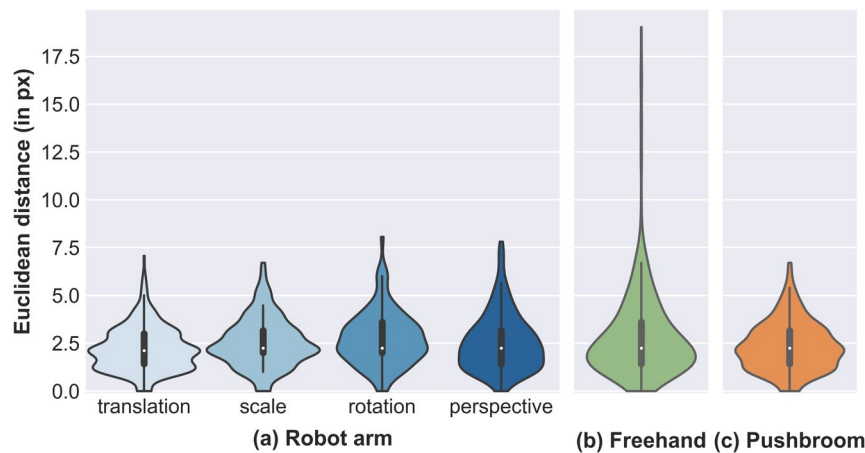 Euclidean distance (in px)
17.5
15.0
12.5
10.0
7.5
5.0
2.5
0.0
translation scale rotation perspective
(a) Robot arm (b) Freehand (c) Pushbroom